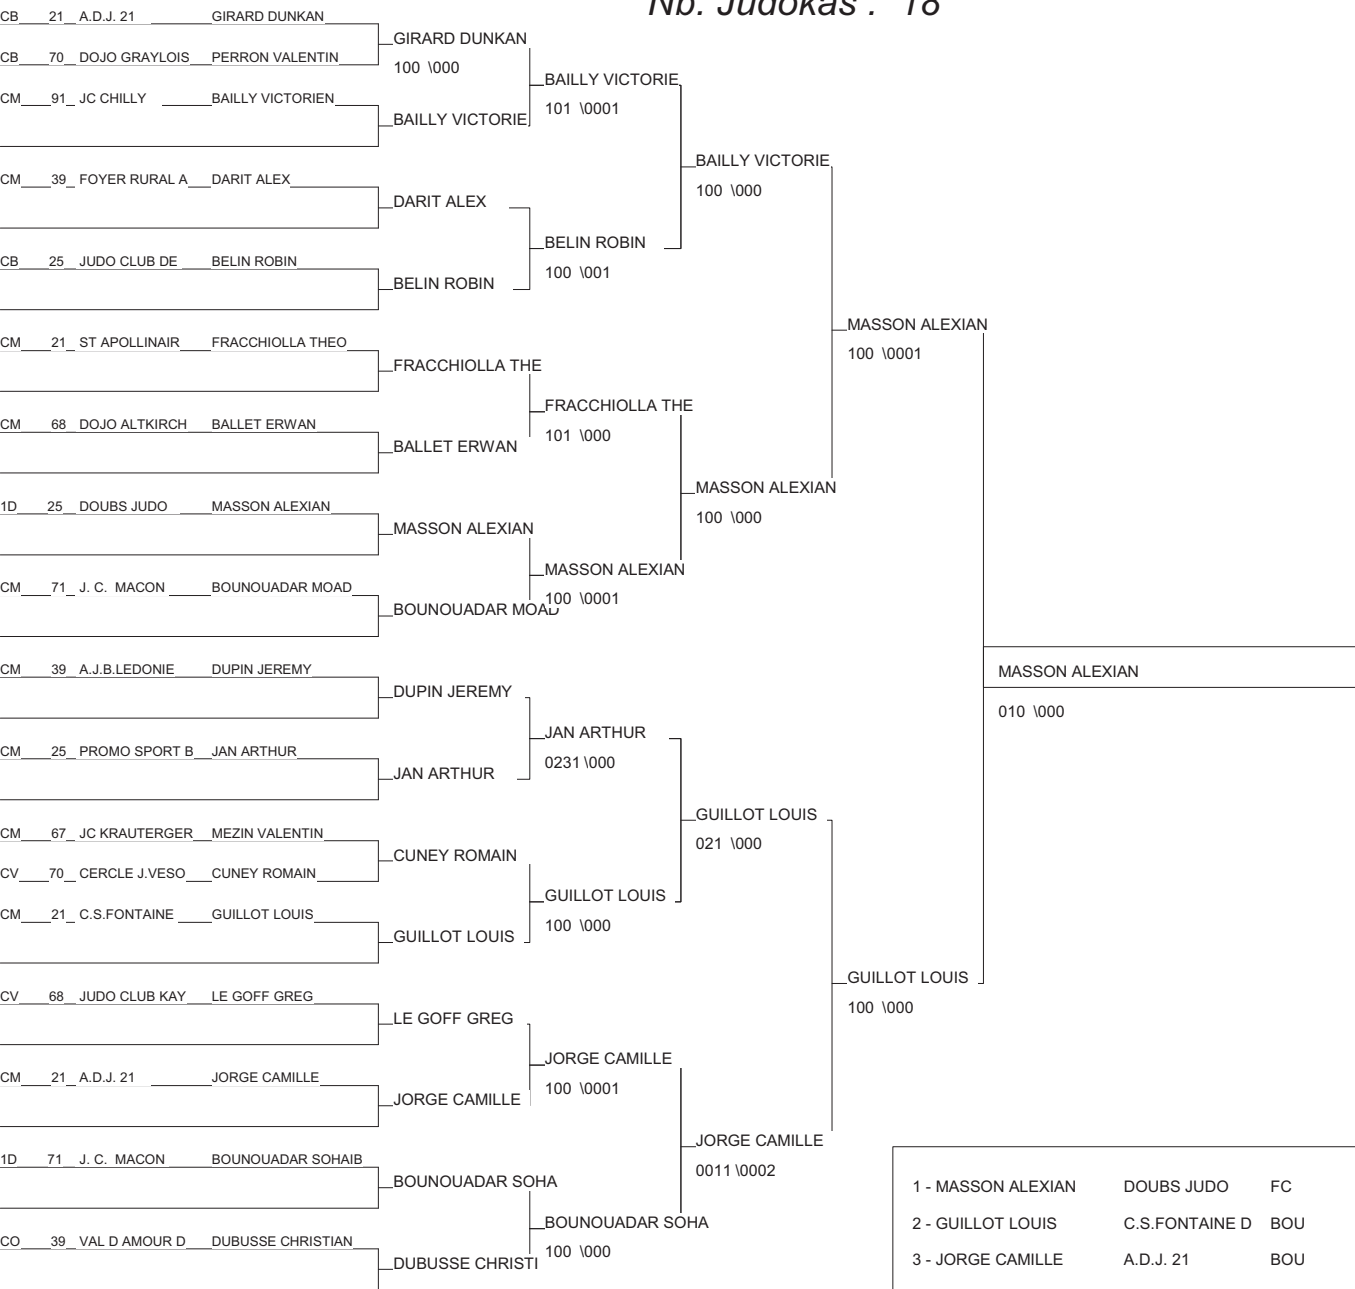 Nb. Judokas : 18
CB 21 A.D.J. 21 GIRARD DUNKAN
CB 70 DOJO GRAYLOIS PERRON VALENTIN
CM 91 JC CHILLY BAILLY VICTORIEN
CM 39 FOYER RURAL A DARIT ALEX
CB 25 JUDO CLUB DE BELIN ROBIN
CM 21 ST APOLLINAIR FRACCHIOLLA THEO
CM 68 DOJO ALTKIRCH BALLET ERWAN
1D 25 DOUBS JUDO MASSON ALEXIAN
CM 71 J. C. MACON BOUNOUADAR MOAD
CM 39 A.J.B.LEDONIE DUPIN JEREMY
CM 25 PROMO SPORT B JAN ARTHUR
CM 67 JC KRAUTERGER MEZIN VALENTIN
CV 70 CERCLE J.VESO CUNEY ROMAIN
CM 21 C.S.FONTAINE GUILLOT LOUIS
CV 68 JUDO CLUB KAY LE GOFF GREG
CM 21 A.D.J. 21 JORGE CAMILLE
1D 71 J. C. MACON BOUNOUADAR SOHAIB
CO 39 VAL D AMOUR D DUBUSSE CHRISTIAN
GIRARD DUNKAN
100 \000
BAILLY VICTORIE
DARIT ALEX
BELIN ROBIN
FRACCHIOLLA THE
BALLET ERWAN
MASSON ALEXIAN
BOUNOUADAR MOAD
DUPIN JEREMY
JAN ARTHUR
CUNEY ROMAIN
GUILLOT LOUIS
LE GOFF GREG
JORGE CAMILLE
BOUNOUADAR SOHA
DUBUSSE CHRISTI
BAILLY VICTORIE
101 \0001
BELIN ROBIN
100 \001
FRACCHIOLLA THE
101 \000
MASSON ALEXIAN
100 \0001
JAN ARTHUR
0231 \000
GUILLOT LOUIS
100 \000
JORGE CAMILLE
100 \0001
BOUNOUADAR SOHA
100 \000
BAILLY VICTORIE
100 \000
MASSON ALEXIAN
100 \000
GUILLOT LOUIS
021 \000
JORGE CAMILLE
0011 \0002
MASSON ALEXIAN
100 \0001
GUILLOT LOUIS
100 \000
MASSON ALEXIAN
010 \000
1 - MASSON ALEXIAN DOUBS JUDO FC
2 - GUILLOT LOUIS C.S.FONTAINE D BOU
3 - JORGE CAMILLE A.D.J. 21 BOU